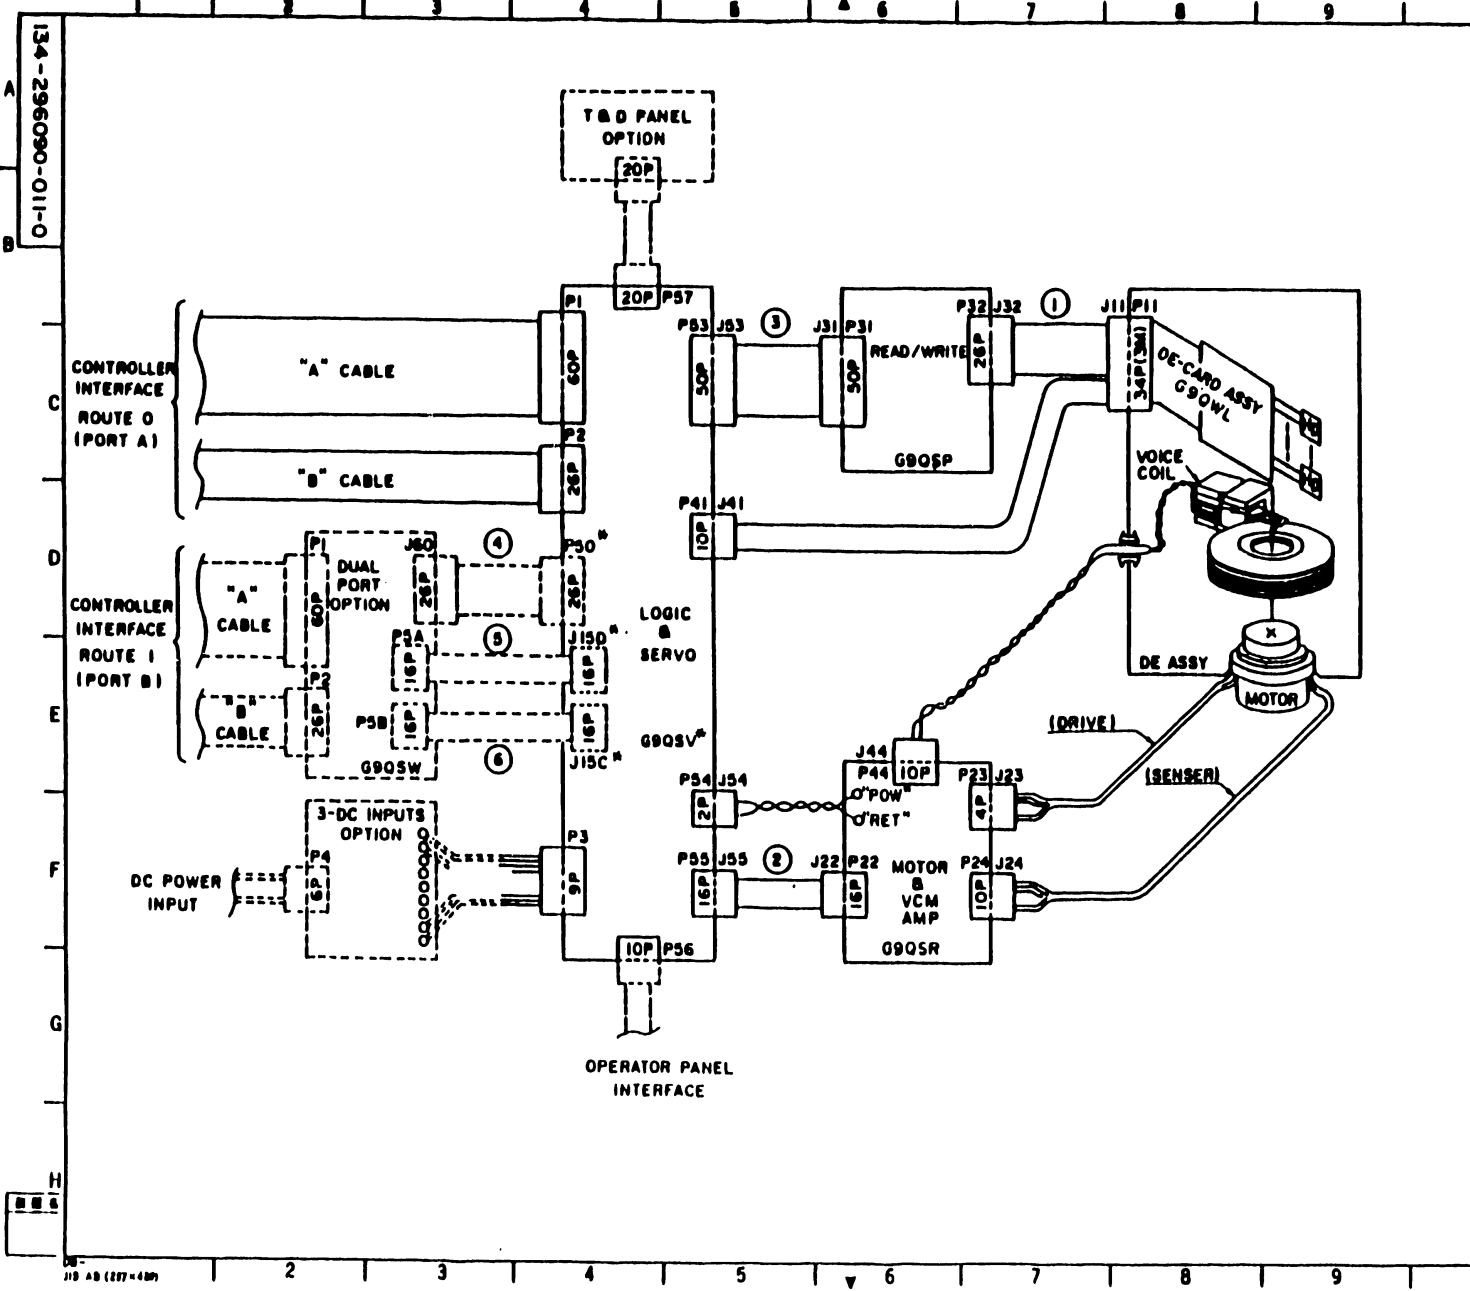 2 3 4 5 6 7 8 9
134-296090-011-0
A
B
C
D
E
F
G
H
T & D PANEL
OPTION
20P
20P P57
CONTROLLER
INTERFACE
ROUTE 0
(PORT A)
"A" CABLE
P1
60P
"B" CABLE
P2
26P
P53 J53
50P
3
J31 P31
50P
READ/WRITE
G9QSP
P32 J32
26P
1
J11 P11
34P(3M)
DE-CARD ASSY
G9QWL
VOICE
COIL
P41 J41
10P
CONTROLLER
INTERFACE
ROUTE 1
(PORT B)
"A"
CABLE
"B"
CABLE
P1
60P
P2
26P
DUAL
PORT
OPTION
J60
26P
4
P50*
26P
P5A
16P
5
J15D*
16P
P5B
16P
6
J15C*
16P
G9QSW
LOGIC
&
SERVO
G9QSV*
DE ASSY
MOTOR
(DRIVE)
(SENSER)
J44
P44
10P
P54 J54
2P
"POW"
"RET"
P23 J23
4P
3-DC INPUTS
OPTION
DC POWER
INPUT
P4
6P
P3
9P
P55 J55
16P
2
J22 P22
16P
MOTOR
&
VCM
AMP
G9QSR
P24 J24
10P
10P P56
OPERATOR PANEL
INTERFACE
2 3 4 5 6 7 8 9